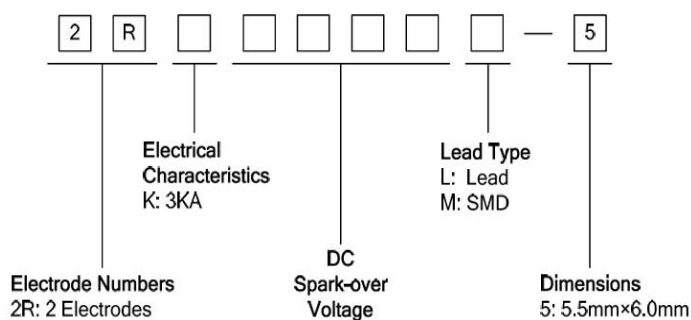 2 R — 5
Electrical
Characteristics
K: 3KA
Lead Type
L: Lead
M: SMD
DC
Spark-over
Voltage
Electrode Numbers
2R: 2 Electrodes
Dimensions
5: 5.5mm×6.0mm